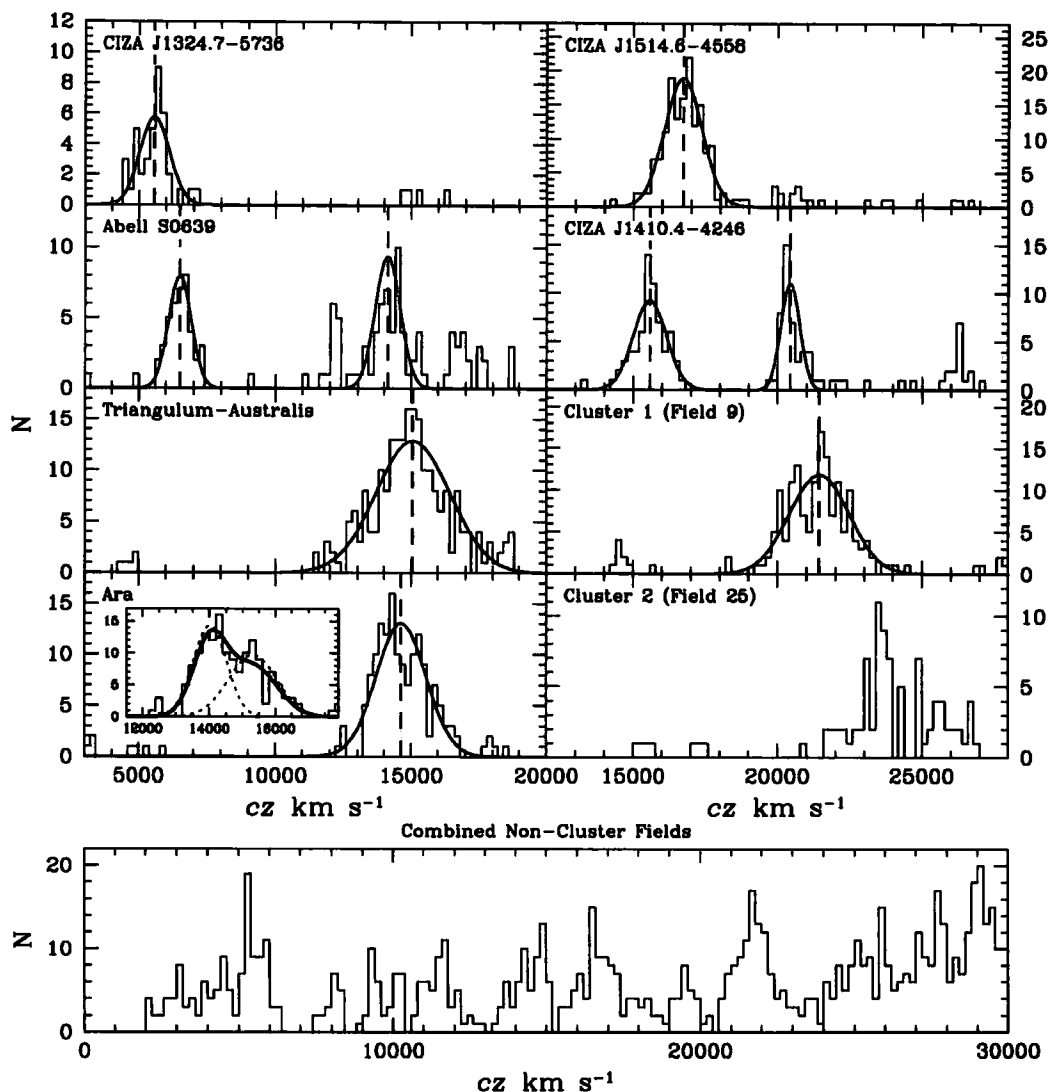 CIZA J1324.7-5736
CIZA J1514.6-4558
12
10
8
6
4
2
0
25
20
15
10
5
0
Abell S0639
CIZA J1410.4-4246
10
5
0
15
10
5
0
Triangulum-Australis
Cluster 1 (Field 9)
15
10
5
0
20
15
10
5
0
N
Ara
Cluster 2 (Field 25)
15
10
5
0
15
10
5
0
12000 14000 16000
10
5
0
5000 10000 15000 20000 15000 20000 25000
cz km s⁻¹ cz km s⁻¹
Combined Non-Cluster Fields
N
20
10
0
0 10000 20000 30000
cz km s⁻¹